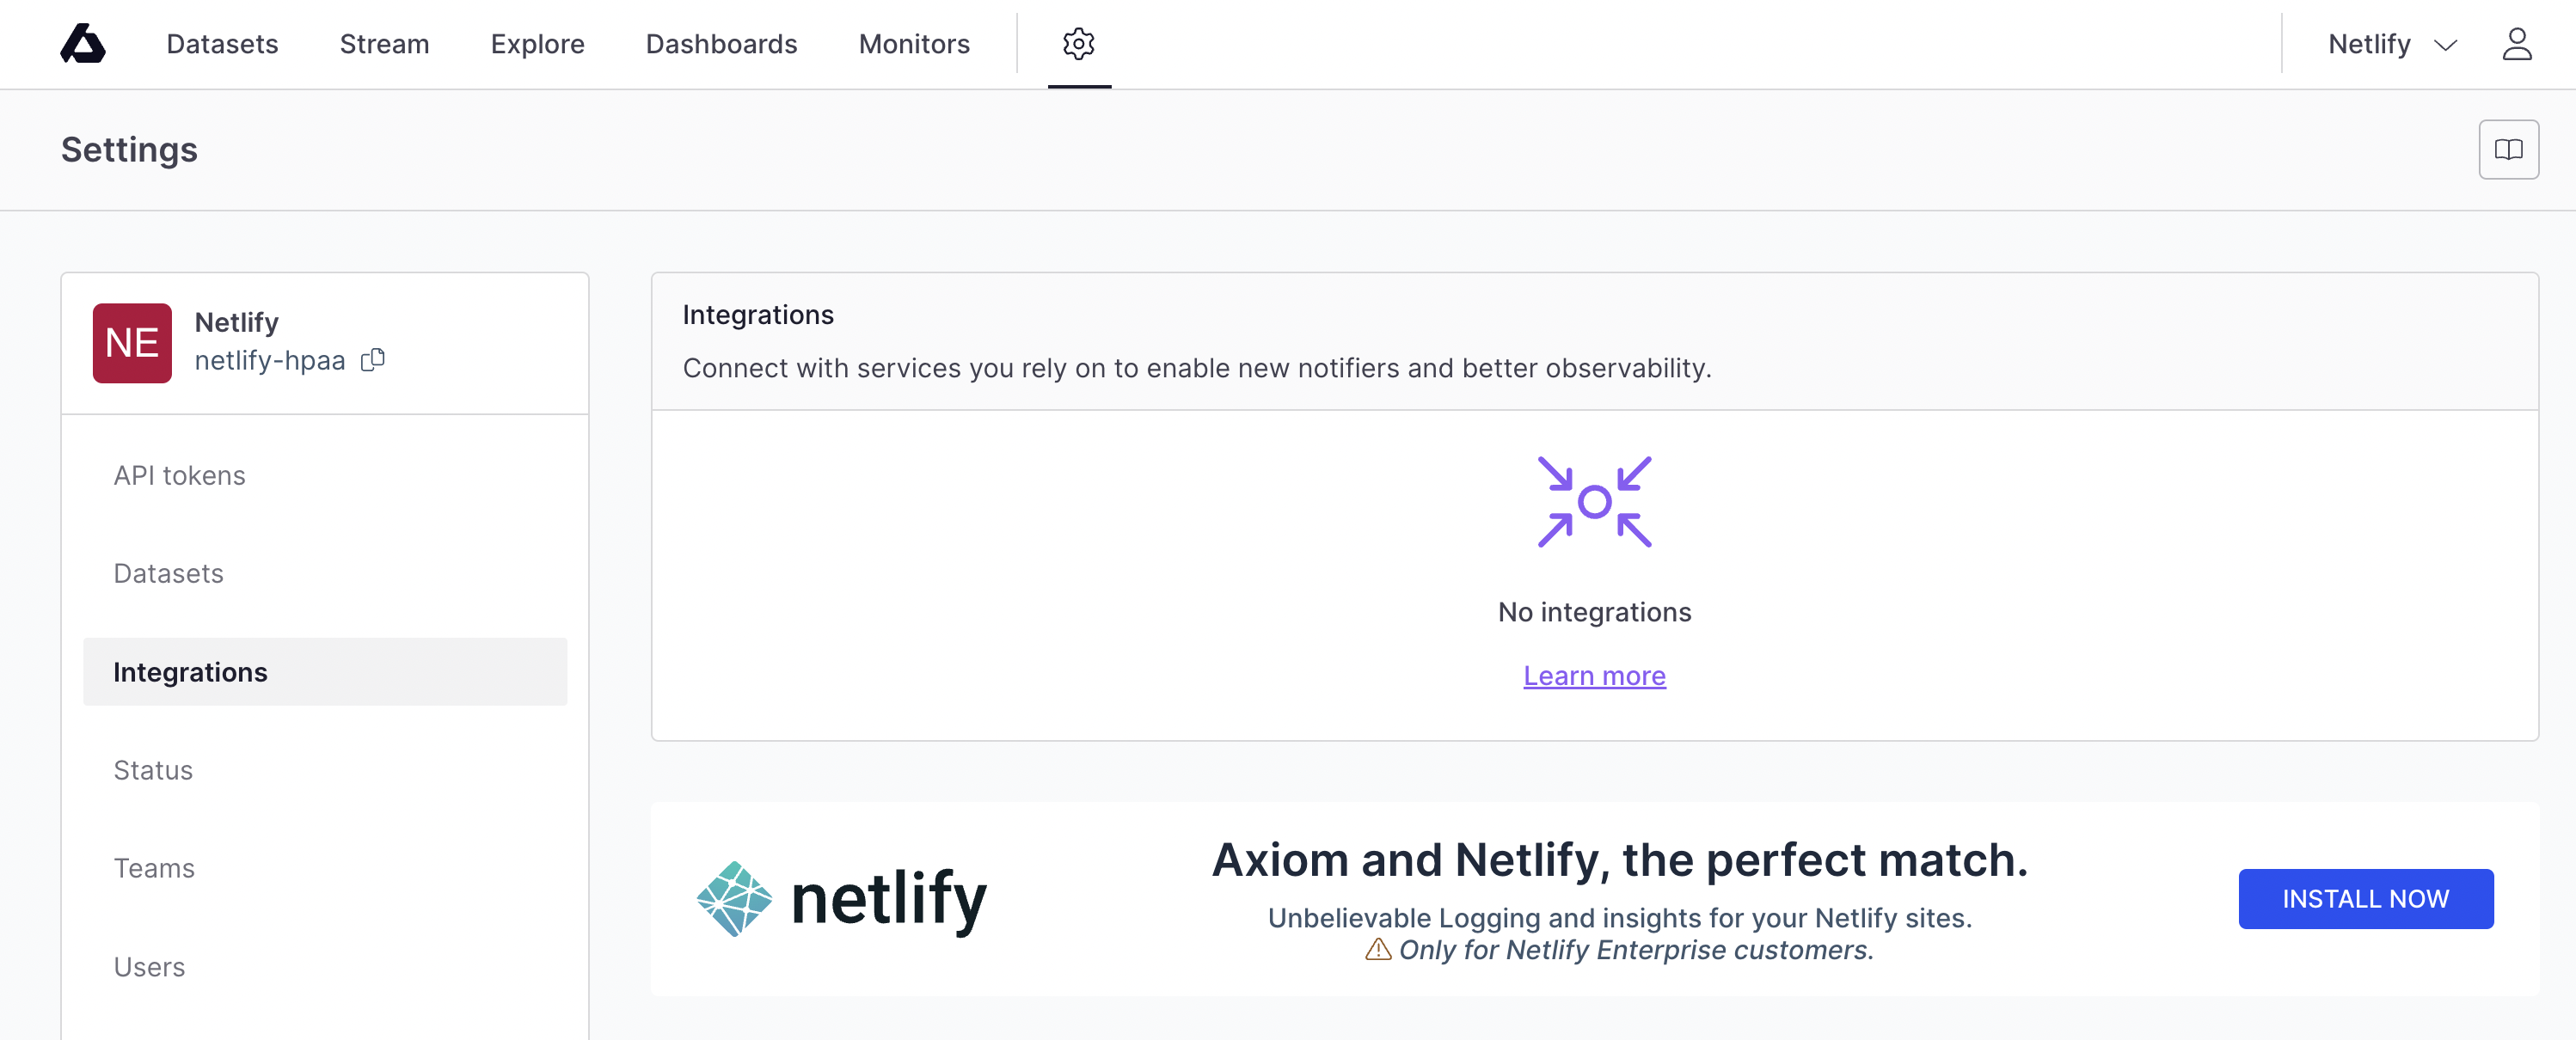 Datasets Stream Explore Dashboards Monitors Netlify
Settings
NE
Netlify
netlify-hpaa
API tokens
Datasets
Integrations
Status
Teams
Users
Integrations
Connect with services you rely on to enable new notifiers and better observability.
No integrations
Learn more
netlify
Axiom and Netlify, the perfect match.
Unbelievable Logging and insights for your Netlify sites.
Only for Netlify Enterprise customers.
INSTALL NOW